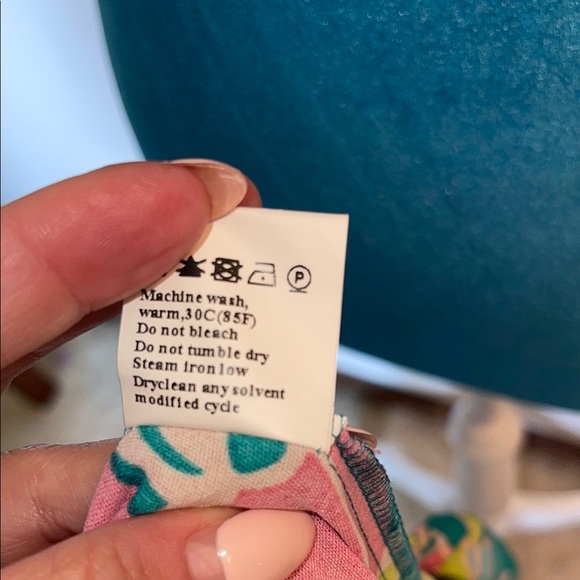 P
Machine wash,
warm,30C(85F)
Do not bleach
Do not tumble dry
Steam iron low
Dryclean any solvent
modified cycle